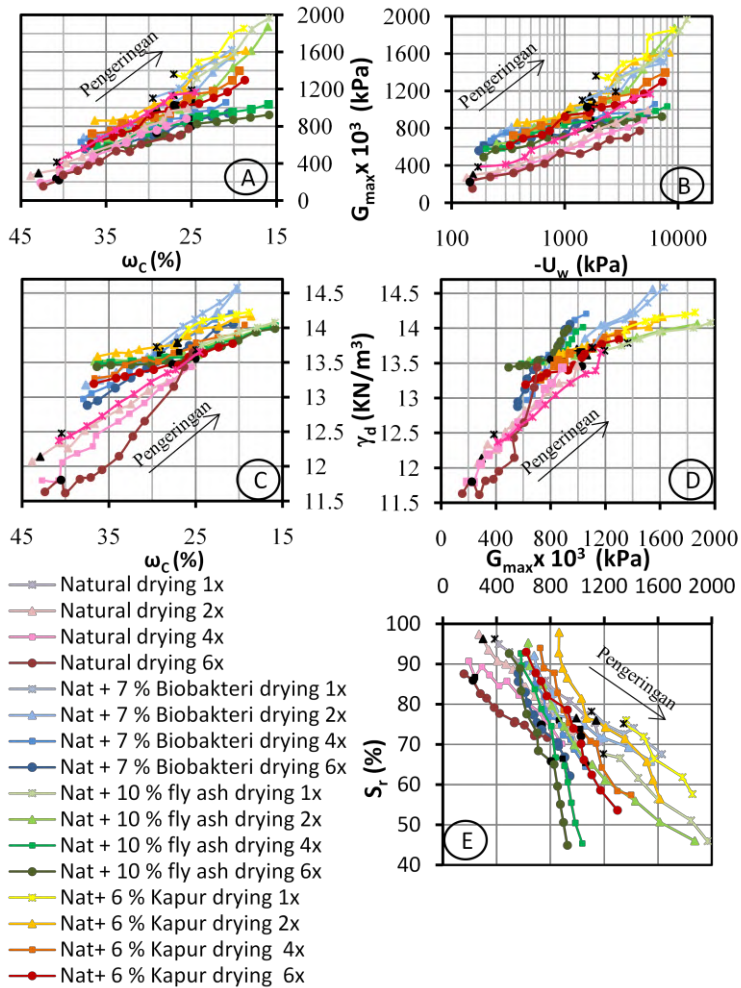 2000
1600
1200
800
400
0
G_max x 10³ (kPa)
Pengeringan
A
45 35 25 15
ω_C (%)
2000
1600
1200
800
400
0
Pengeringan
B
100 1000 10000
-U_w (kPa)
14.5
14
13.5
13
12.5
12
11.5
γ_d (KN/m³)
Pengeringan
C
45 35 25 15
ω_C (%)
14.5
14
13.5
13
12.5
12
11.5
Pengeringan
D
0 400 800 1200 1600 2000
G_max x 10³ (kPa)
0 400 800 1200 1600 2000
100
90
80
70
60
50
40
S_r (%)
Pengeringan
E
Natural drying 1x
Natural drying 2x
Natural drying 4x
Natural drying 6x
Nat + 7 % Biobakteri drying 1x
Nat + 7 % Biobakteri drying 2x
Nat + 7 % Biobakteri drying 4x
Nat + 7 % Biobakteri drying 6x
Nat + 10 % fly ash drying 1x
Nat + 10 % fly ash drying 2x
Nat + 10 % fly ash drying 4x
Nat + 10 % fly ash drying 6x
Nat+ 6 % Kapur drying 1x
Nat+ 6 % Kapur drying 2x
Nat+ 6 % Kapur drying 4x
Nat+ 6 % Kapur drying 6x